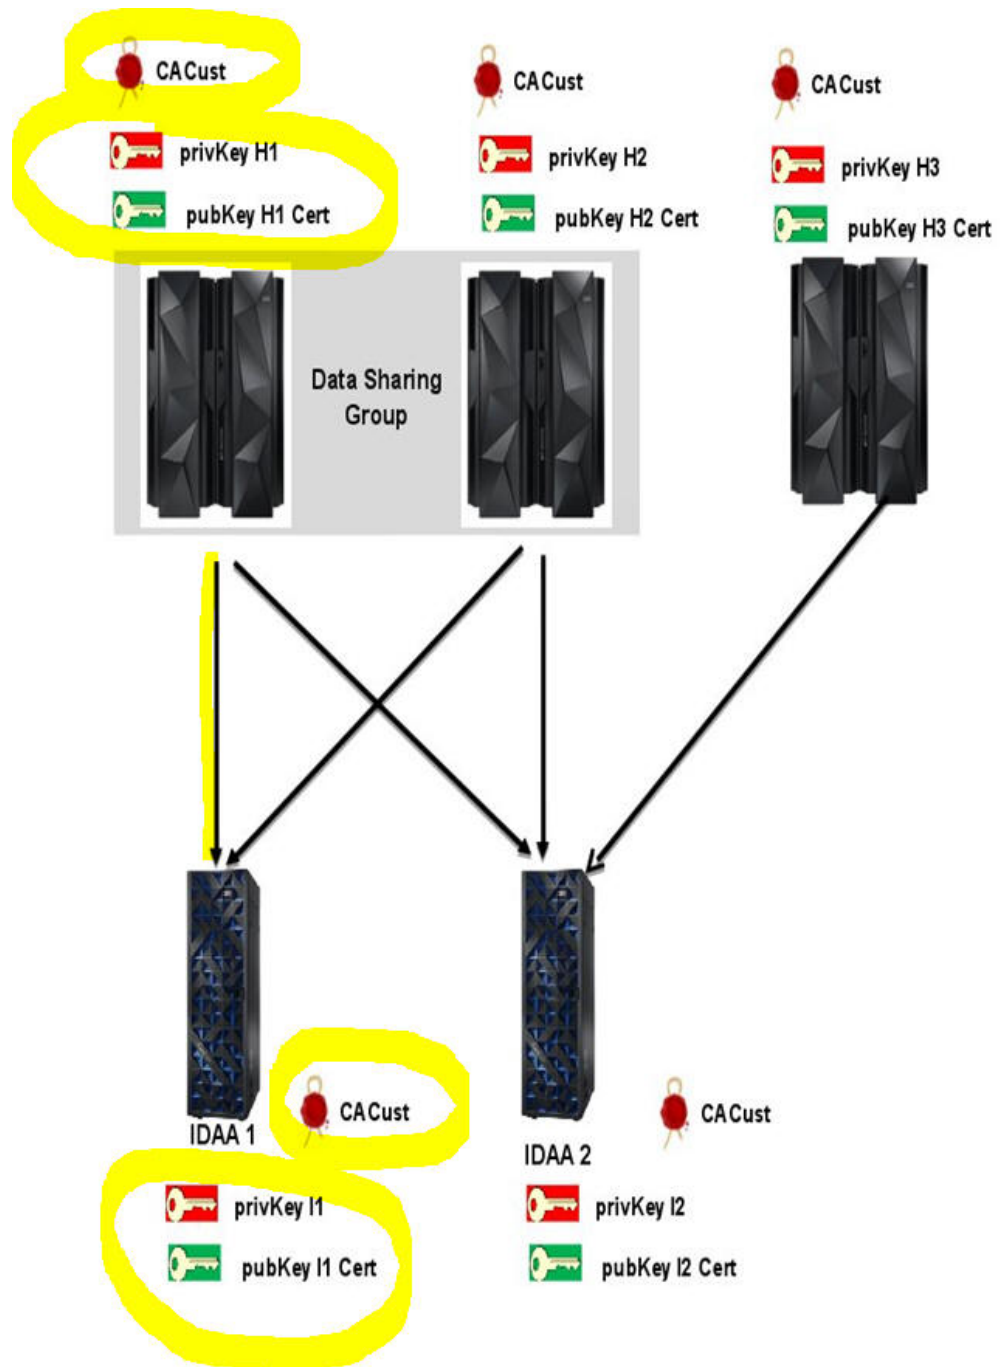 CACust
CACust
CACust
privKey H1
privKey H2
privKey H3
pubKey H1 Cert
pubKey H2 Cert
pubKey H3 Cert
Data Sharing
Group
IDAA 1
CACust
IDAA 2
CACust
privKey I1
privKey I2
pubKey I1 Cert
pubKey I2 Cert